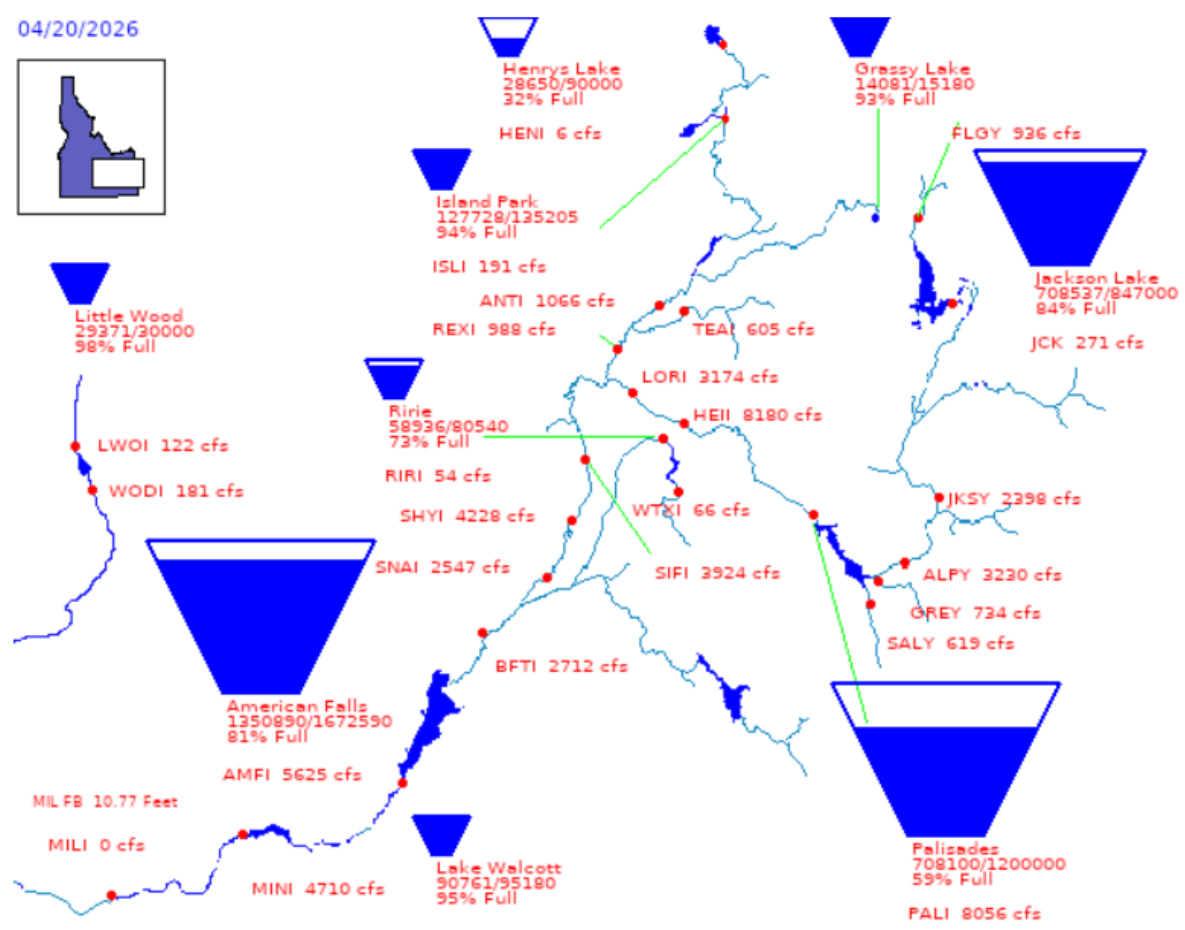 04/20/2026
Henrys Lake
28650/90000
32% Full
HENI 6 cfs
Grassy Lake
14081/15180
93% Full
FLGY 936 cfs
Island Park
127728/135205
94% Full
ISLI 191 cfs
Jackson Lake
708537/847000
84% Full
JCK 271 cfs
Little Wood
29371/30000
98% Full
ANTI 1066 cfs
REXI 988 cfs
TEAI 605 cfs
LORI 3174 cfs
Ririe
58936/80540
73% Full
HEII 8180 cfs
LWOI 122 cfs
RIRI 54 cfs
WODI 181 cfs
JKSY 2398 cfs
SHYI 4228 cfs
WTXI 66 cfs
SNAI 2547 cfs
SIFI 3924 cfs
ALPY 3230 cfs
GREY 734 cfs
SALY 619 cfs
BFTI 2712 cfs
American Falls
1350890/1672590
81% Full
AMFI 5625 cfs
MIL FB 10.77 Feet
MILI 0 cfs
MINI 4710 cfs
Lake Walcott
90761/95180
95% Full
Palisades
708100/1200000
59% Full
PALI 8056 cfs